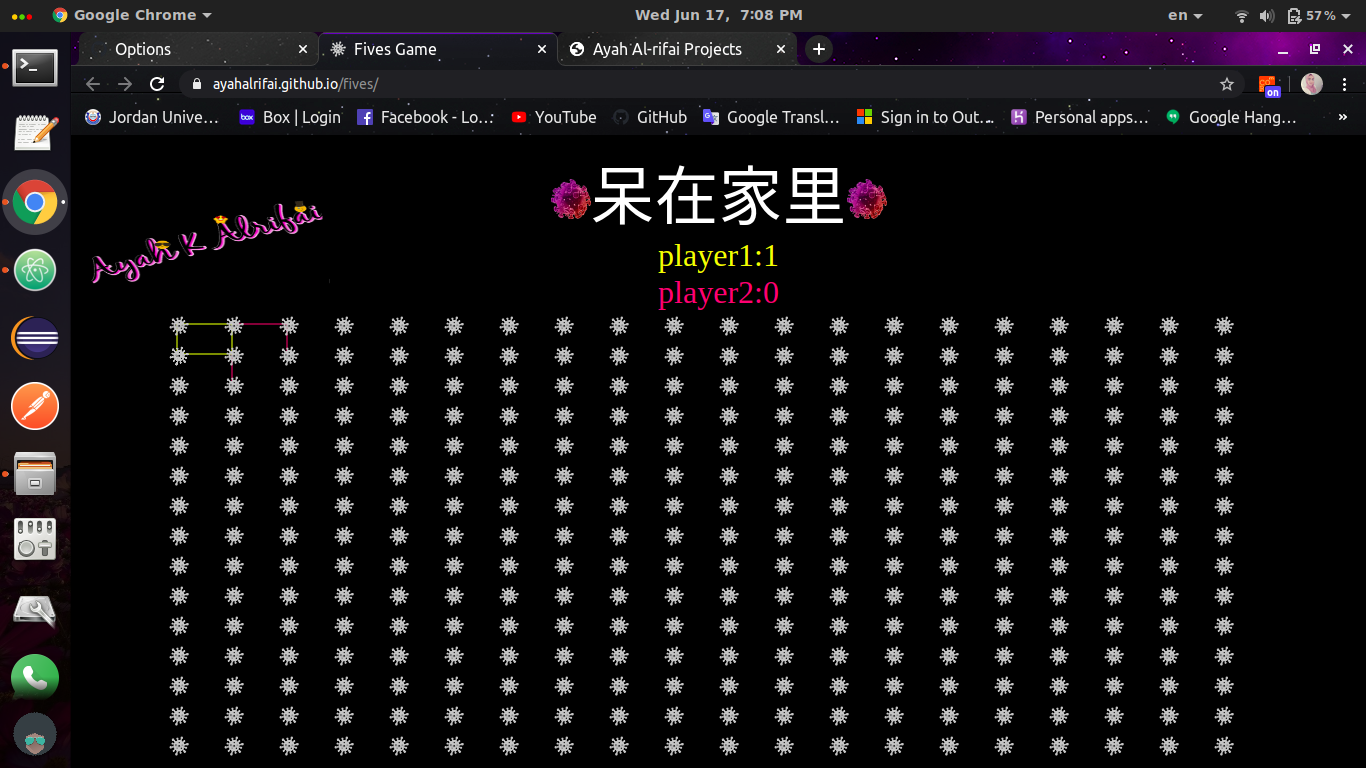 Google Chrome
Wed Jun 17, 7:08 PM
en
57%
Options
Fives Game
Ayah Al-rifai Projects
ayahalrifai.github.io/fives/
on
Jordan Unive...
box
Box | Login
Facebook - Lo...
YouTube
GitHub
Google Transl...
Sign in to Out...
Personal apps...
Google Hang...
»
呆在家里
Ayah K Alrifai
player1:1
player2:0